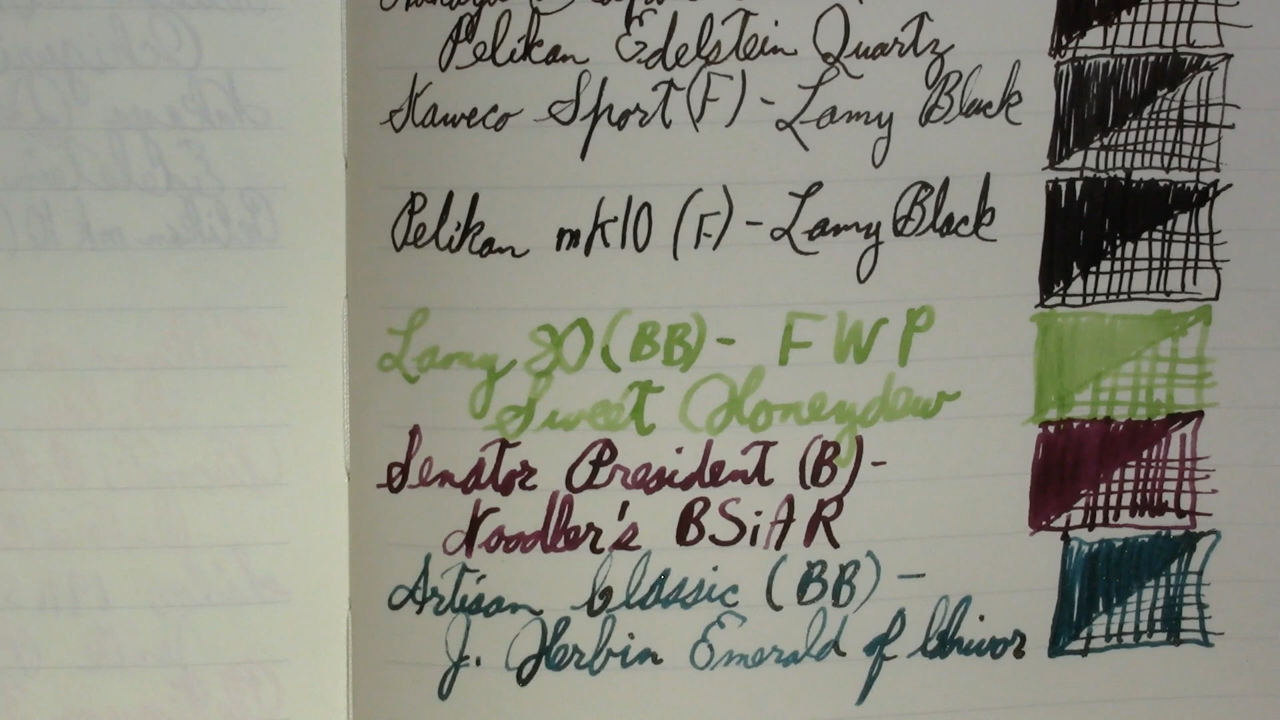 Pelikan Edelstein Quartz
Kaweco Sport (F) - Lamy Black
Pelikan mk10 (F) - Lamy Black
Lamy 80 (BB) - FWP
Sweet Honeydew
Senator President (B) -
Noodler's BSiAR
Artisan Classic (BB) -
J. Herbin Emerald of Chivor